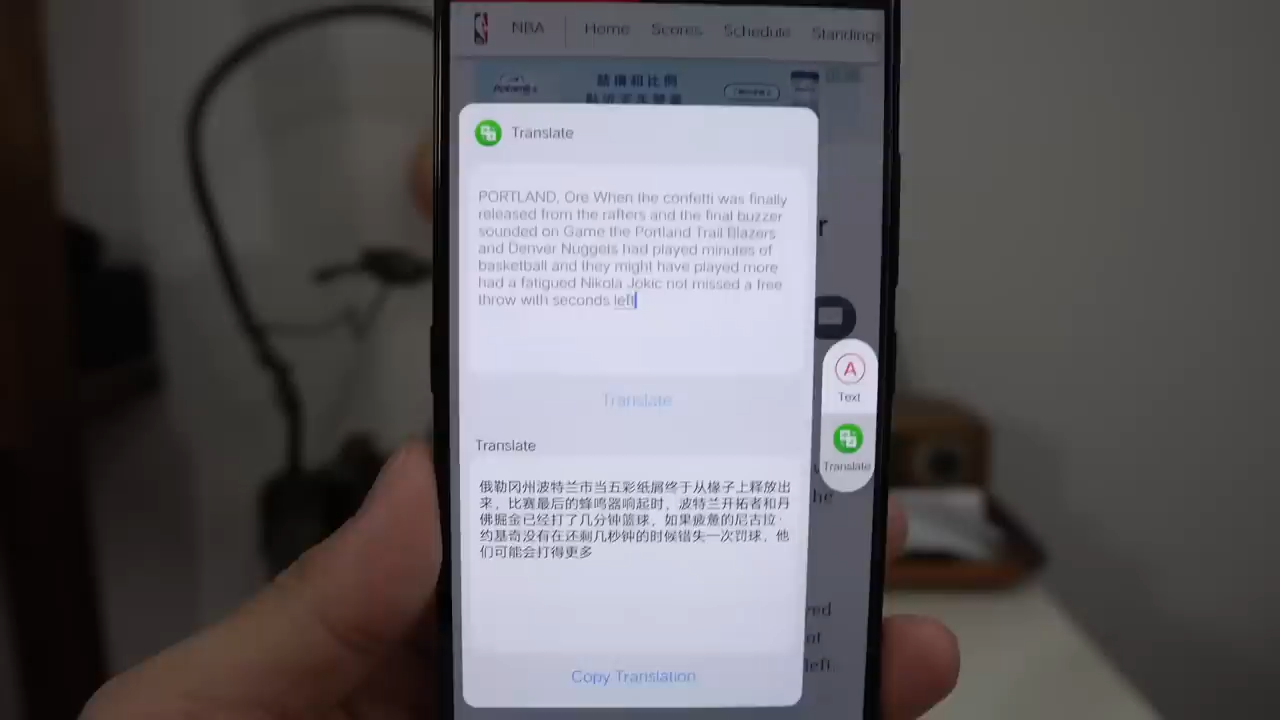 NBA Home Scores Schedule Standings
Translate
PORTLAND, Ore When the confetti was finally
released from the rafters and the final buzzer
sounded on Game the Portland Trail Blazers
and Denver Nuggets had played minutes of
basketball and they might have played more
had a fatigued Nikola Jokic not missed a free
throw with seconds left
Translate
A
Text
Translate
Translate
俄勒冈州波特兰市当五彩纸屑终于从椽子上释放出
来，比赛最后的蜂鸣器响起时，波特兰开拓者和丹
佛掘金已经打了几分钟篮球，如果疲惫的尼古拉·
约基奇没有在还剩几秒钟的时候错失一次罚球，他
们可能会打得更多
Copy Translation
r
he
left